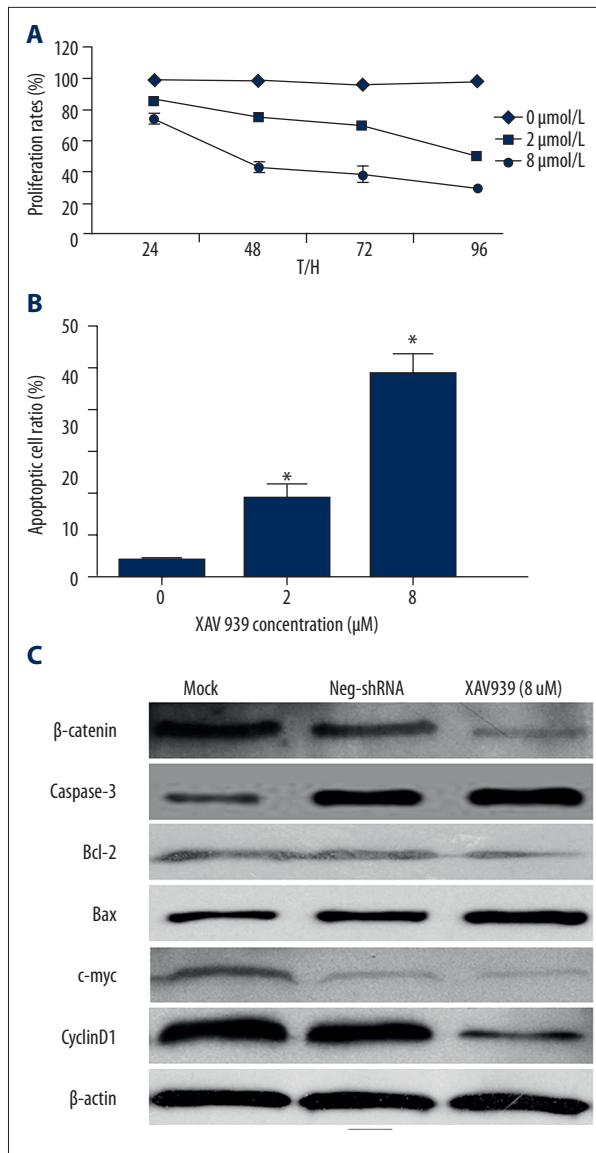 A
120
100
80
60
40
20
0
Proliferation rates (%)
24 48 72 96
T/H
0 µmol/L
2 µmol/L
8 µmol/L
B
50
40
30
20
10
0
Apoptoptic cell ratio (%)
* *
0 2 8
XAV 939 concentration (µM)
C
Mock Neg-shRNA XAV939 (8 uM)
β-catenin
Caspase-3
Bcl-2
Bax
c-myc
CyclinD1
β-actin